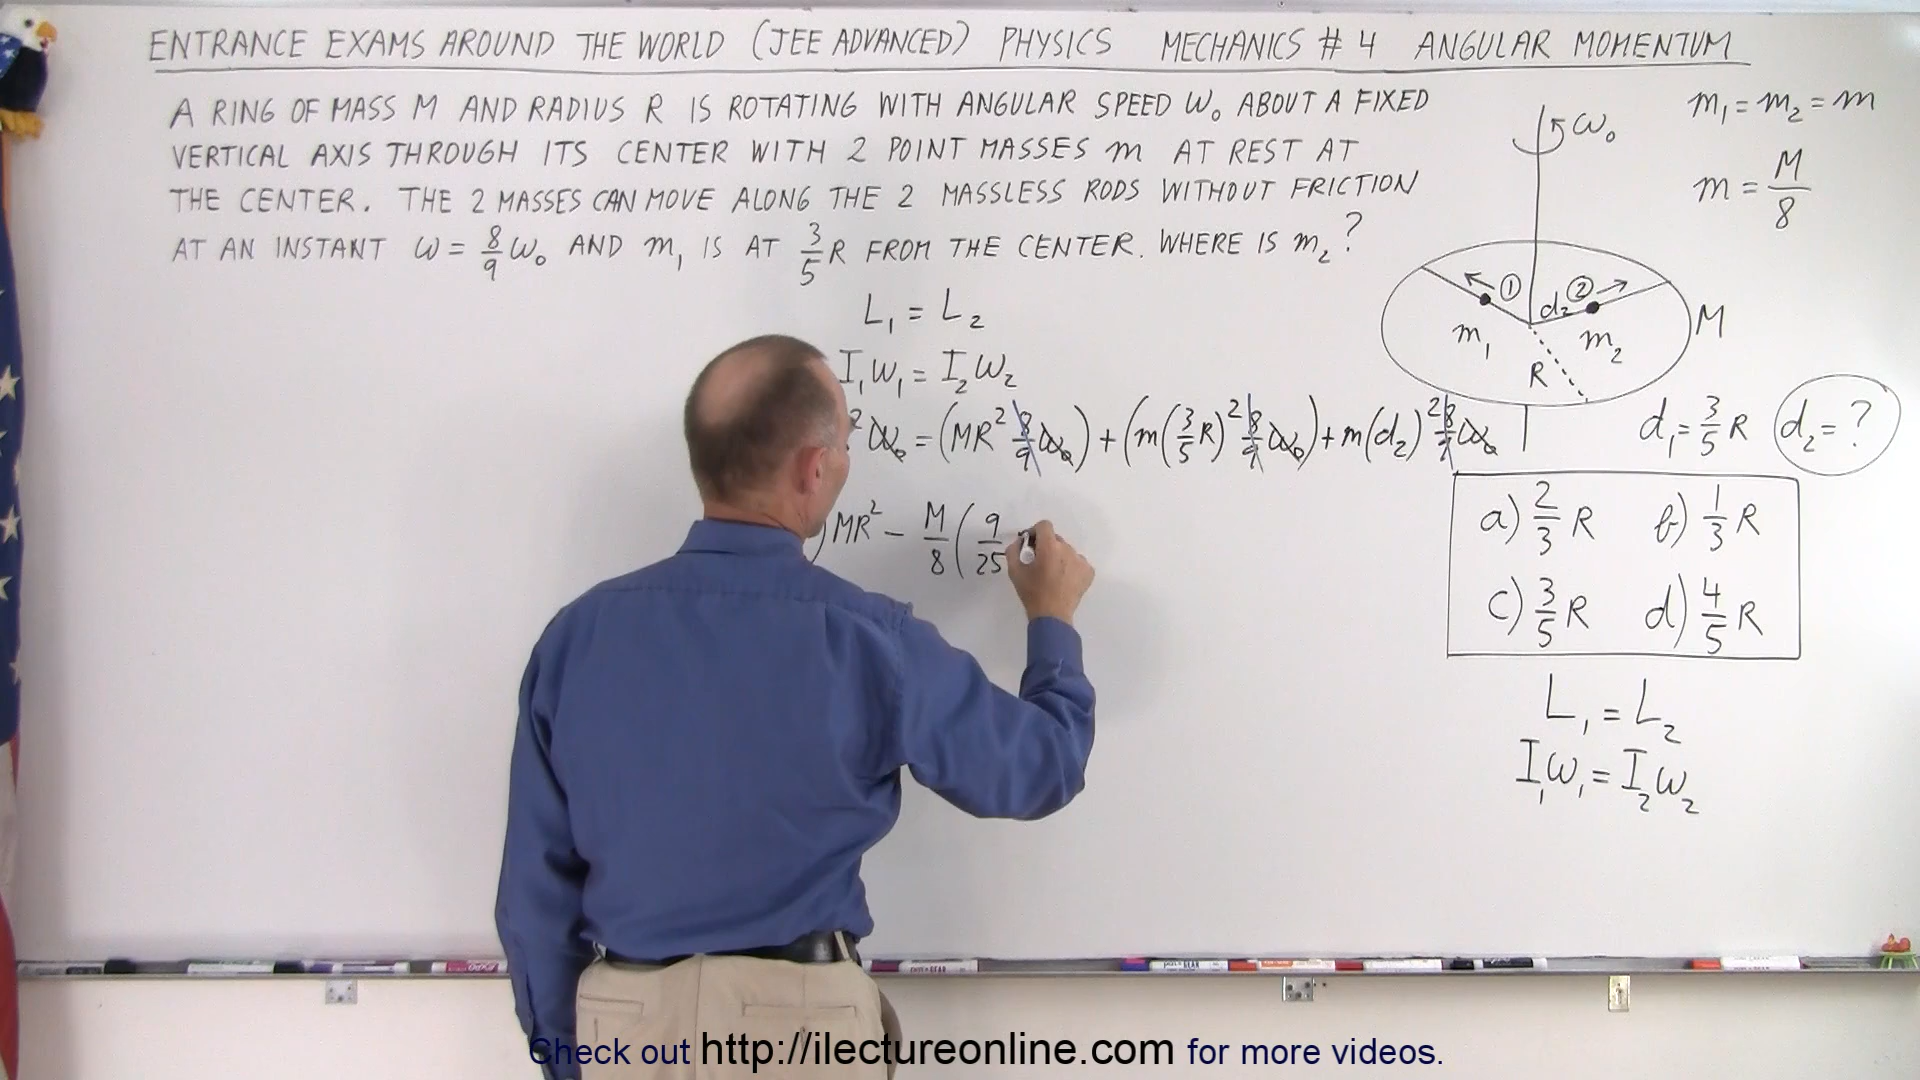 ENTRANCE EXAMS AROUND THE WORLD (JEE ADVANCED) PHYSICS MECHANICS # 4 ANGULAR MOMENTUM
A RING OF MASS M AND RADIUS R IS ROTATING WITH ANGULAR SPEED ω₀ ABOUT A FIXED
VERTICAL AXIS THROUGH ITS CENTER WITH 2 POINT MASSES m AT REST AT
THE CENTER. THE 2 MASSES CAN MOVE ALONG THE 2 MASSLESS RODS WITHOUT FRICTION
AT AN INSTANT ω = 8/9 ω₀ AND m₁ IS AT 3/5 R FROM THE CENTER. WHERE IS m₂?
L₁ = L₂
I₁ω₁ = I₂ω₂
² ω₀ = (MR² 8/9 ω₀) + (m(3/5 R)² 8/9 ω₀) + m(d₂)² 8/9 ω₀
) MR² - M/8 ( 9/25
ω₀
m₁ = m₂ = m
m = M/8
① ②
d₂
m₁ m₂ M
R
d₁ = 3/5 R d₂ = ?
a) 2/3 R b) 1/3 R
c) 3/5 R d) 4/5 R
L₁ = L₂
I₁ω₁ = I₂ω₂
Check out http://ilectureonline.com for more videos.